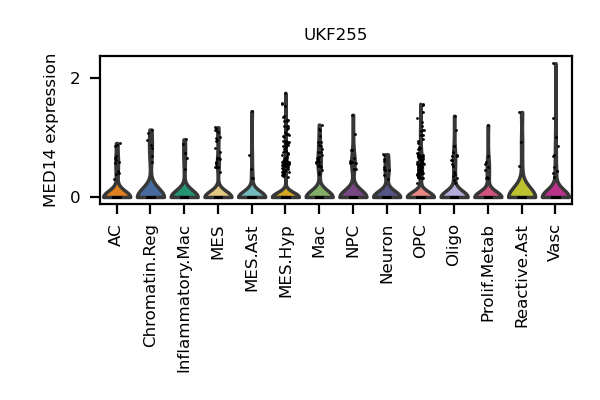 UKF255
MED14 expression
2
0
AC
Chromatin.Reg
Inflammatory.Mac
MES
MES.Ast
MES.Hyp
Mac
NPC
Neuron
OPC
Oligo
Prolif.Metab
Reactive.Ast
Vasc